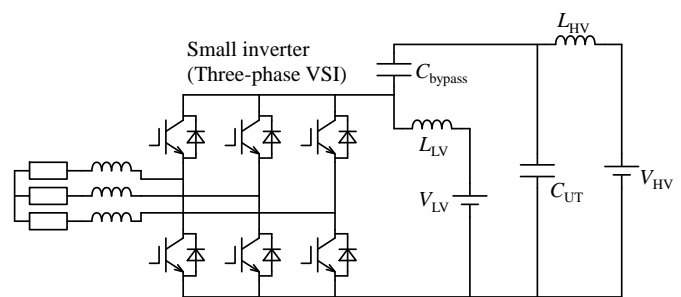 Small inverter
(Three-phase VSI)
C_bypass
L_HV
L_LV
V_LV
C_UT
V_HV